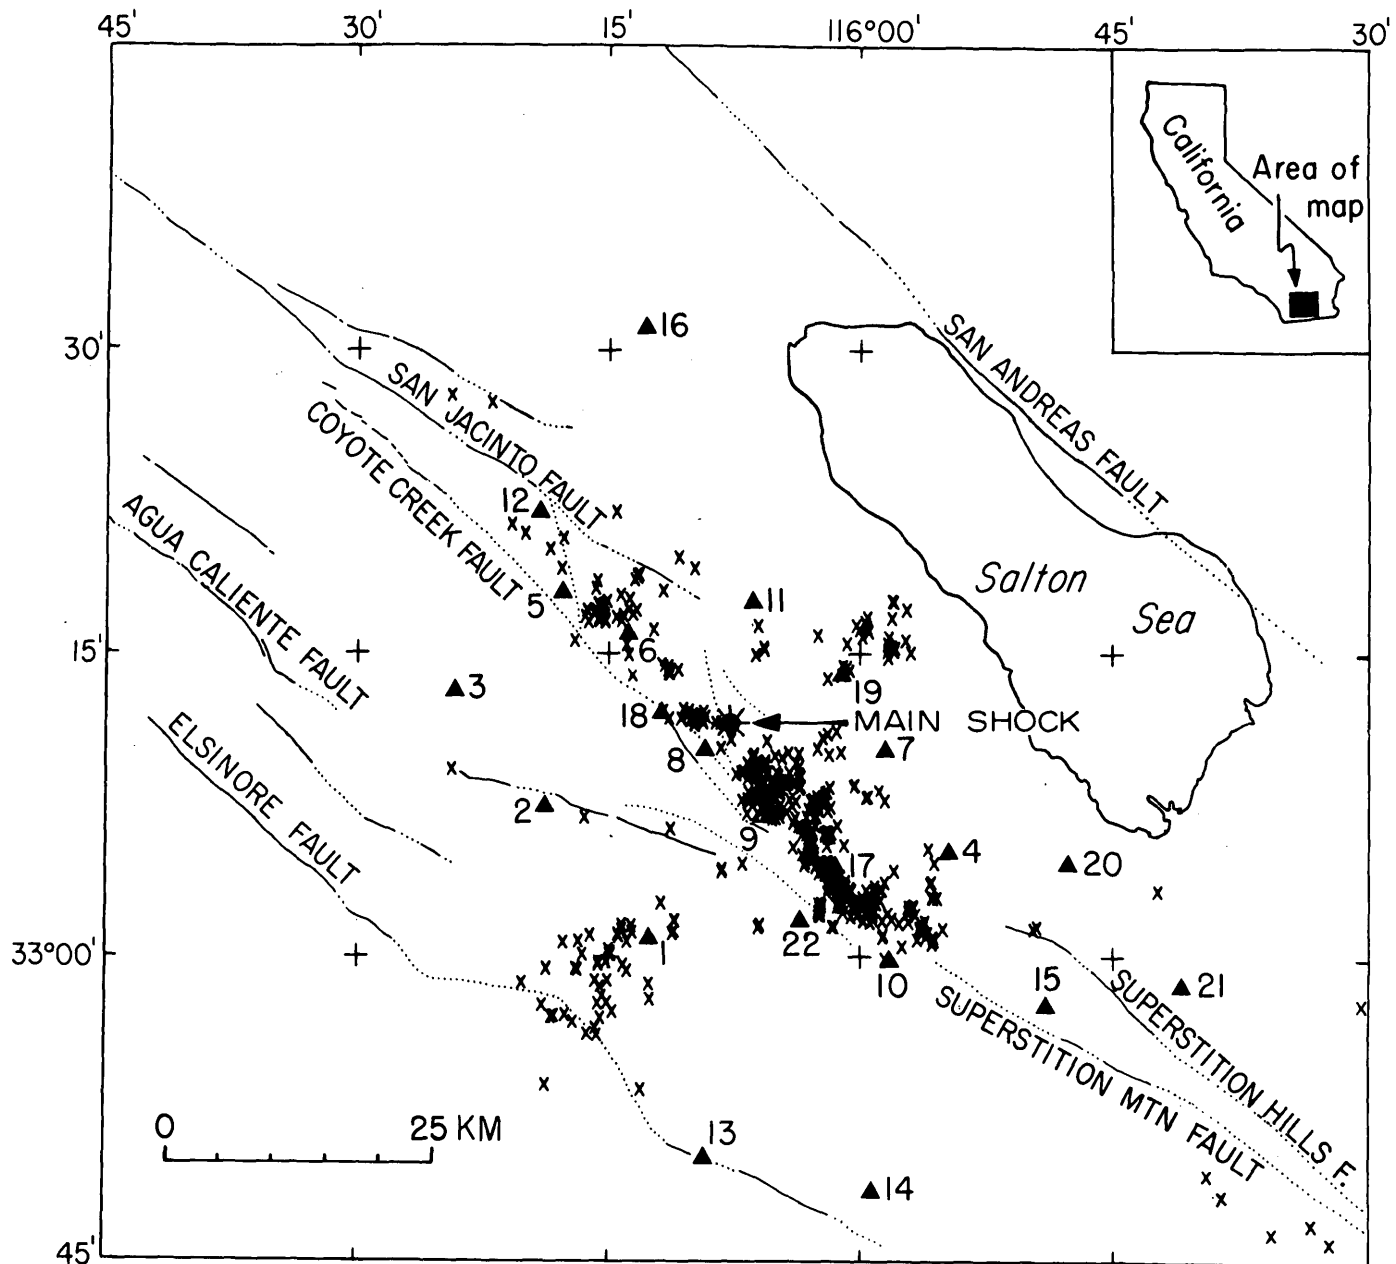 45' 30' 15' 116°00' 45' 30'
California
Area of
map
30'
16
SAN ANDREAS FAULT
SAN JACINTO FAULT
COYOTE CREEK FAULT
12
AGUA CALIENTE FAULT
Salton
Sea
5
11
6
15'
3
19
18
MAIN SHOCK
ELSINORE FAULT
8
7
2
9
17
4
20
22
1
33°00'
10
15
21
SUPERSTITION HILLS F.
SUPERSTITION MTN FAULT
0 25 KM
13
14
45'